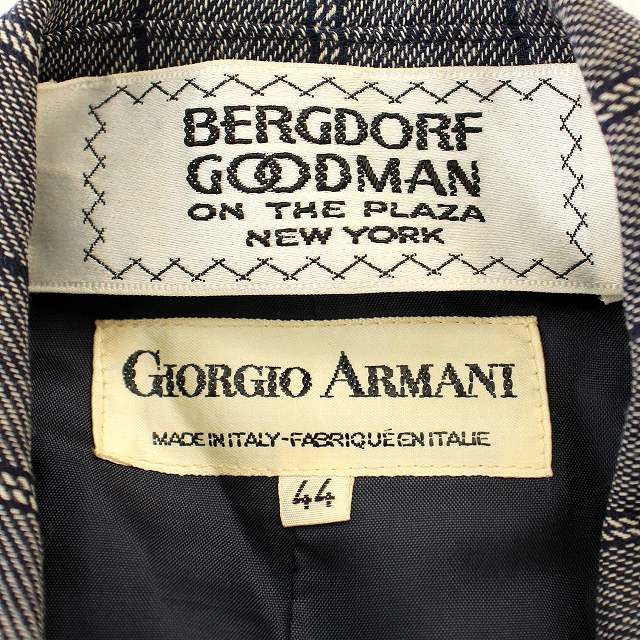 BERGDORF
GOODMAN
ON THE PLAZA
NEW YORK
GIORGIO ARMANI
MADE IN ITALY-FABRIQUÉ EN ITALIE
44